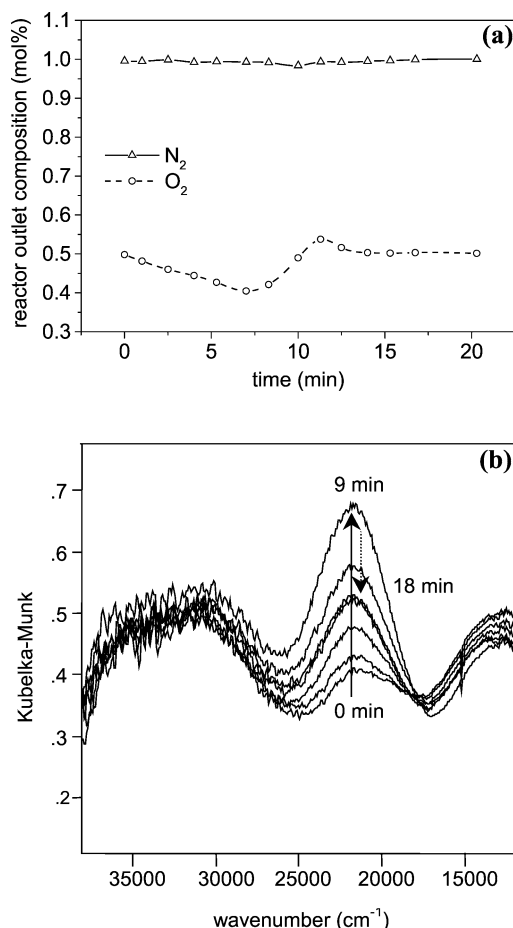 (a)
reactor outlet composition (mol%)
1.1
1.0
0.9
0.8
0.7
0.6
0.5
0.4
0.3
N2
O2
0 5 10 15 20
time (min)
(b)
Kubelka-Munk
.7
.6
.5
.4
.3
.2
9 min
18 min
0 min
35000 30000 25000 20000 15000
wavenumber (cm-1)